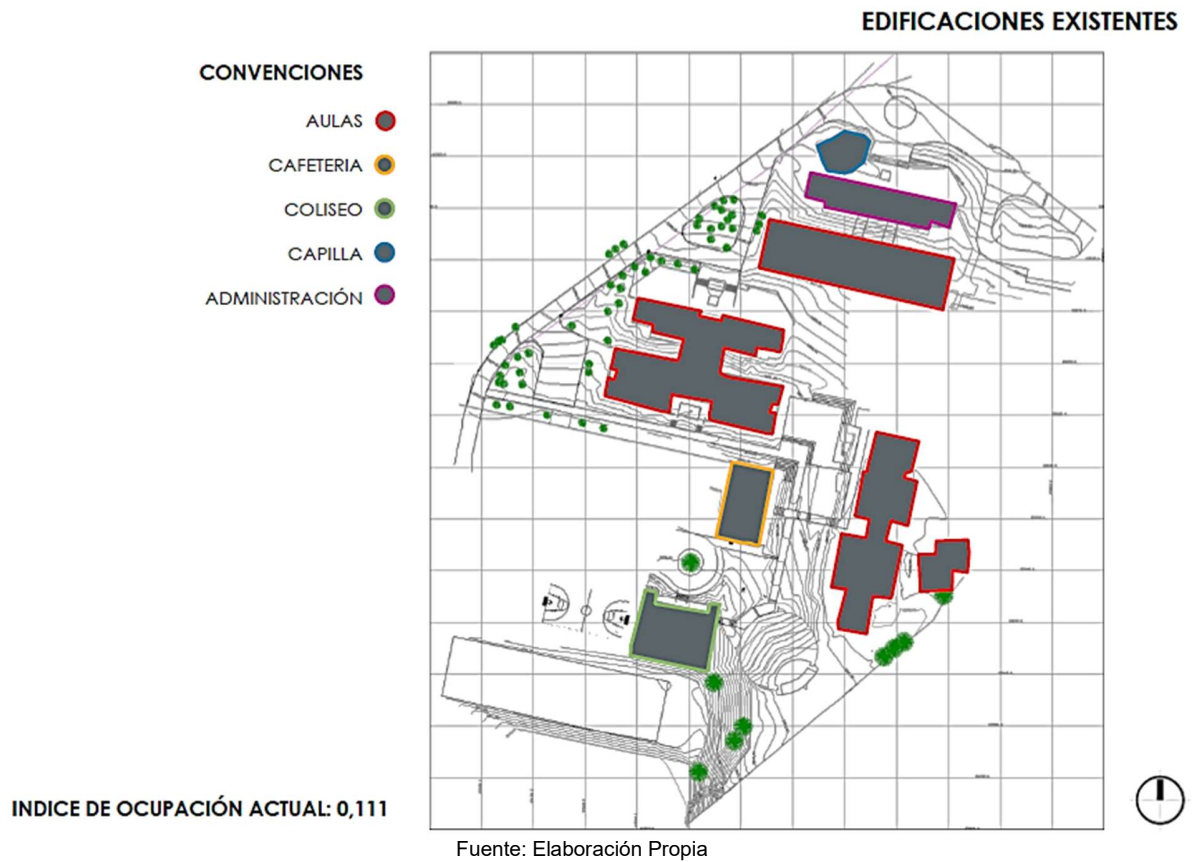 EDIFICACIONES EXISTENTES
CONVENCIONES
AULAS
CAFETERIA
COLISEO
CAPILLA
ADMINISTRACIÓN
INDICE DE OCUPACIÓN ACTUAL: 0,111
Fuente: Elaboración Propia